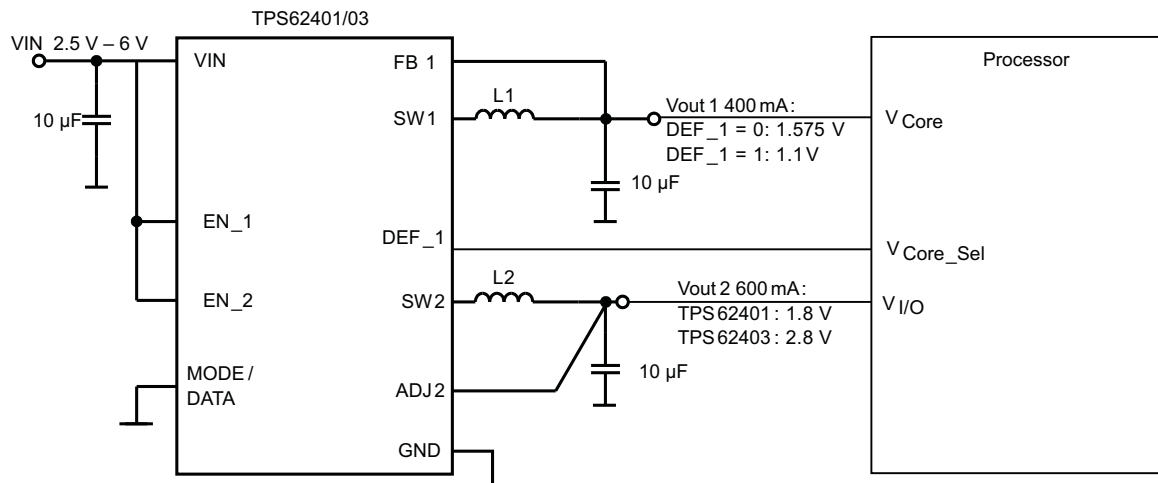 TPS62401/03
VIN 2.5 V – 6 V
VIN
FB 1
Processor
10 µF
SW1
L1
Vout 1 400 mA:
DEF_1 = 0: 1.575 V
DEF_1 = 1: 1.1 V
V Core
10 µF
EN_1
DEF_1
V Core_Sel
EN_2
SW2
L2
Vout 2 600 mA:
TPS62401: 1.8 V
TPS62403: 2.8 V
V I/O
10 µF
MODE/
DATA
ADJ2
GND